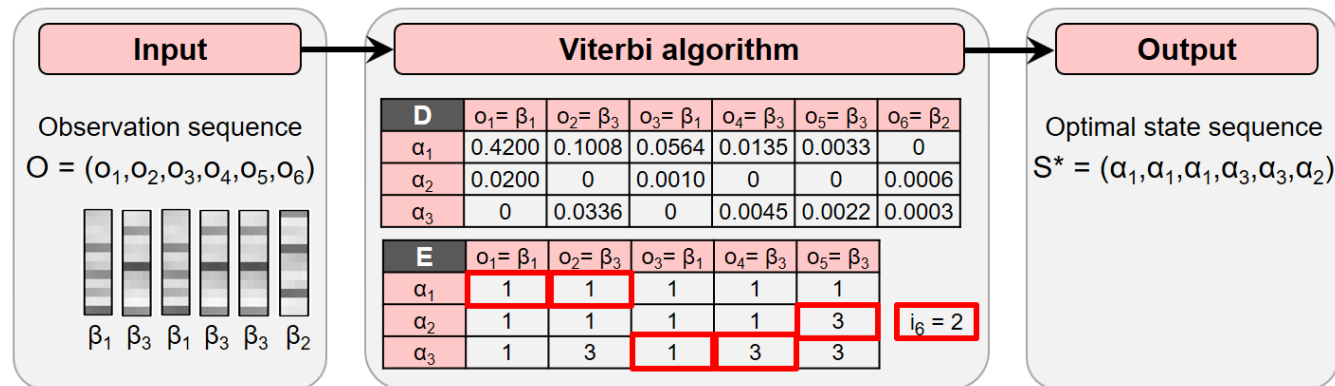 Input
Viterbi algorithm
Output
Observation sequence
O = (o₁,o₂,o₃,o₄,o₅,o₆)
β₁ β₃ β₁ β₃ β₃ β₂
D o₁= β₁ o₂= β₃ o₃= β₁ o₄= β₃ o₅= β₃ o₆= β₂
α₁ 0.4200 0.1008 0.0564 0.0135 0.0033 0
α₂ 0.0200 0 0.0010 0 0 0.0006
α₃ 0 0.0336 0 0.0045 0.0022 0.0003
E o₁= β₁ o₂= β₃ o₃= β₁ o₄= β₃ o₅= β₃
α₁ 1 1 1 1 1
α₂ 1 1 1 1 3 i₆ = 2
α₃ 1 3 1 3 3
Optimal state sequence
S* = (α₁,α₁,α₁,α₃,α₃,α₂)